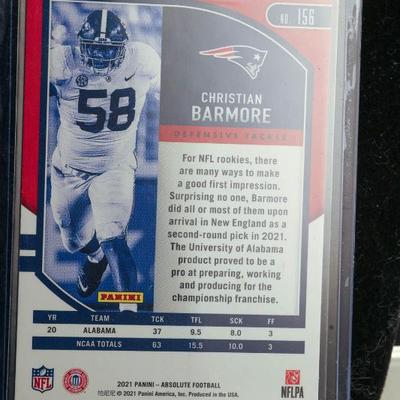 NO. 156
58
CHRISTIAN
BARMORE
DEFENSIVE TACKLE
For NFL rookies, there
are many ways to make
a good first impression.
Surprising no one, Barmore
did all or most of them upon
arrival in New England as a
second-round pick in 2021.
The University of Alabama
product proved to be a
pro at preparing, working
and producing for the
championship franchise.
PANINI
YR TEAM TCK TFL SCK FF
20 ALABAMA 37 9.5 8.0 3
NCAA TOTALS 63 15.5 10.0 3
NFL
2021 PANINI – ABSOLUTE FOOTBALL
© 2021 Panini America, Inc. Produced in the USA.
NFLPA